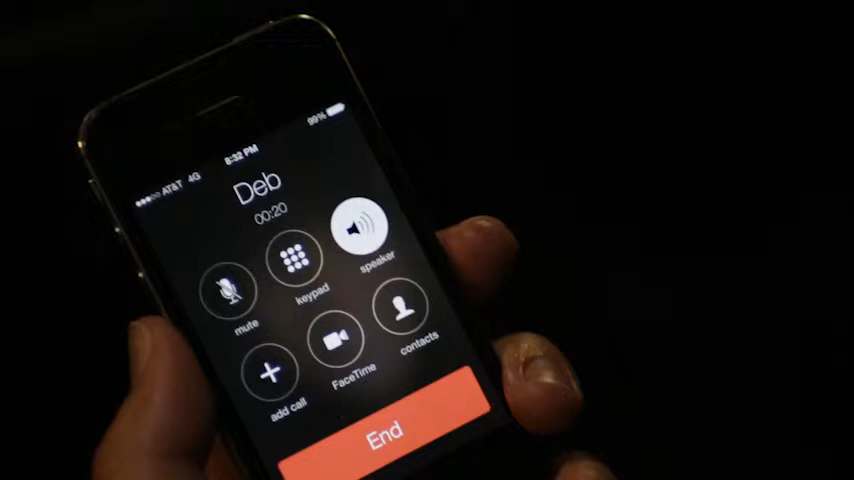 AT&T 4G 8:32 PM 99%
Deb
00:20
mute keypad speaker
add call FaceTime contacts
End